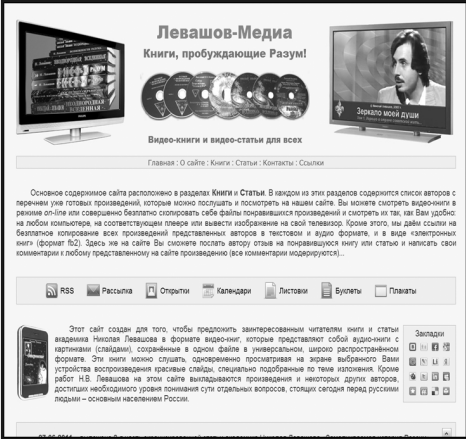 Левашов-Медиа
Книги, пробуждающие Разум!
Зеркало моей души
Видео-книги и видео-статьи для всех
Главная : О сайте : Книги : Статьи : Контакты : Ссылки
Основное содержимое сайта расположено в разделах Книги и Статьи. В каждом из этих разделов содержится список авторов с
перечнем уже готовых произведений, которые можно послушать и посмотреть на нашем сайте. Вы можете смотреть видео-книги в
режиме on-line или совершенно бесплатно скопировать себе файлы понравившихся произведений и смотреть их так, как Вам удобно:
на любом компьютере, на соответствующем плеере или вывести изображение на свой телевизор. Кроме этого, мы даём ссылки на
бесплатное копирование всех произведений представленных авторов в текстовом и аудио формате, и в виде «электронных
книг» (формат fb2). Здесь же на сайте Вы сможете послать автору отзыв на понравившуюся книгу или статью и написать свои
комментарии к любому представленному на сайте произведению (все комментарии модерируются)...
RSS Рассылка Открытки Календари Листовки Буклеты Плакаты
Этот сайт создан для того, чтобы предложить заинтересованным читателям книги и статьи
академика Николая Левашова в формате видео-книг, которые представляют собой аудио-книги с
картинками (слайдами), сохранённые в одном файле в универсальном, широко распространённом
формате. Эти книги можно слушать, одновременно просматривая на экране выбранного Вами
устройства воспроизведения красивые слайды, специально подобранные по теме изложения. Кроме
работ Н.В. Левашова на этом сайте выкладываются произведения и некоторых других авторов,
достигших необходимого уровня понимания сути отдельных вопросов, стоящих сегодня перед русскими
людьми – основным населением России.
Закладки